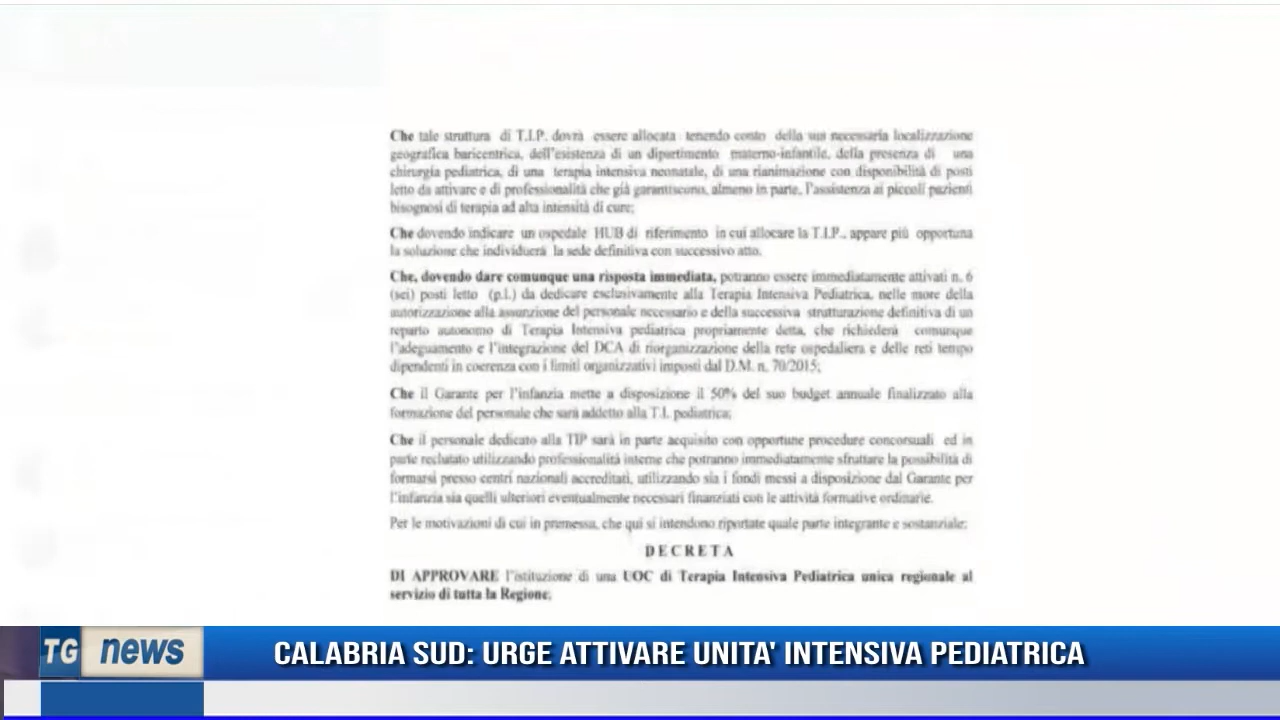 Che tale struttura di T.I.P. dovrà essere allocata tenendo conto della sua necessaria localizzazione
geografica baricentrica, dell'esistenza di un dipartimento materno-infantile, della presenza di una
chirurgia pediatrica, di una terapia intensiva neonatale, di una rianimazione con disponibilità di posti
letto da attivare e di professionalità che già garantiscono, almeno in parte, l'assistenza ai piccoli pazienti
bisognosi di terapia ad alta intensità di cure;
Che dovendo indicare un ospedale HUB di riferimento in cui allocare la T.I.P., appare più opportuna
la soluzione che individuerà la sede definitiva con successivo atto.
Che, dovendo dare comunque una risposta immediata, potranno essere immediatamente attivati n. 6
(sei) posti letto (p.l.) da dedicare esclusivamente alla Terapia Intensiva Pediatrica, nelle more della
autorizzazione alla assunzione del personale necessario e della successiva strutturazione definitiva di un
reparto autonomo di Terapia Intensiva pediatrica propriamente detta, che richiederà comunque
l'adeguamento e l'integrazione del DCA di riorganizzazione della rete ospedaliera e delle reti tempo
dipendenti in coerenza con i limiti organizzativi imposti dal D.M. n. 70/2015;
Che il Garante per l'infanzia mette a disposizione il 50% del suo budget annuale finalizzato alla
formazione del personale che sarà addetto alla T.I. pediatrica;
Che il personale dedicato alla TIP sarà in parte acquisito con opportune procedure concorsuali ed in
parte reclutato utilizzando professionalità interne che potranno immediatamente sfruttare la possibilità di
formarsi presso centri nazionali accreditati, utilizzando sia i fondi messi a disposizione dal Garante per
l'infanzia sia quelli ulteriori eventualmente necessari finanziati con le attività formative ordinarie.
Per le motivazioni di cui in premessa, che qui si intendono riportate quale parte integrante e sostanziale:
DECRETA
DI APPROVARE l'istituzione di una UOC di Terapia Intensiva Pediatrica unica regionale al
servizio di tutta la Regione;
TG news
CALABRIA SUD: URGE ATTIVARE UNITA' INTENSIVA PEDIATRICA